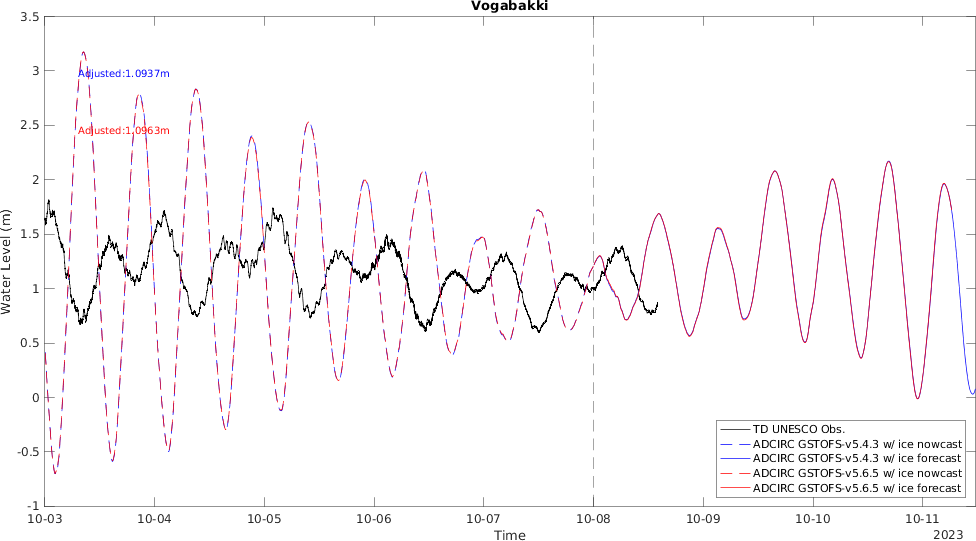 Vogabakki
3.5
3
2.5
2
1.5
1
0.5
0
-0.5
-1
Water Level (m)
Adjusted:1.0937m
Adjusted:1.0963m
TD UNESCO Obs.
ADCIRC GSTOFS-v5.4.3 w/ ice nowcast
ADCIRC GSTOFS-v5.4.3 w/ ice forecast
ADCIRC GSTOFS-v5.6.5 w/ ice nowcast
ADCIRC GSTOFS-v5.6.5 w/ ice forecast
10-03 10-04 10-05 10-06 10-07 10-08 10-09 10-10 10-11
Time
2023